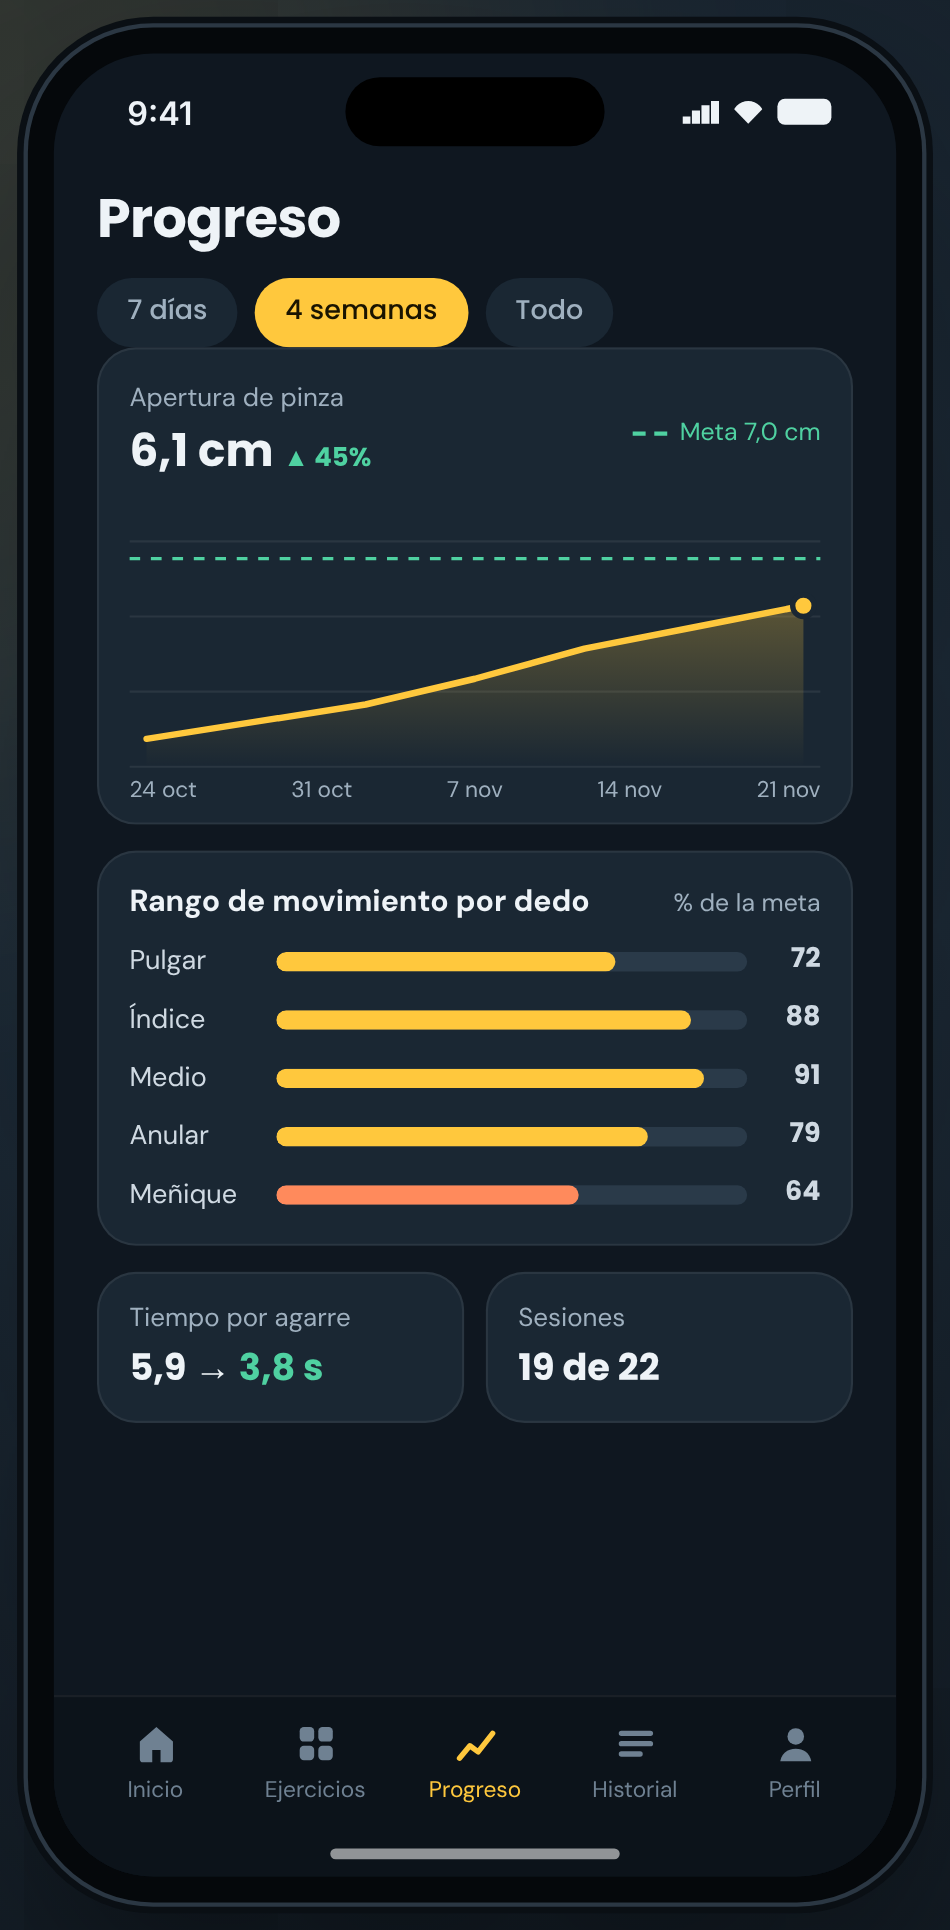 9:41
Progreso
7 días 4 semanas Todo
Apertura de pinza
6,1 cm ▲ 45%
Meta 7,0 cm
24 oct 31 oct 7 nov 14 nov 21 nov
Rango de movimiento por dedo % de la meta
Pulgar 72
Índice 88
Medio 91
Anular 79
Meñique 64
Tiempo por agarre
5,9 → 3,8 s
Sesiones
19 de 22
Inicio Ejercicios Progreso Historial Perfil